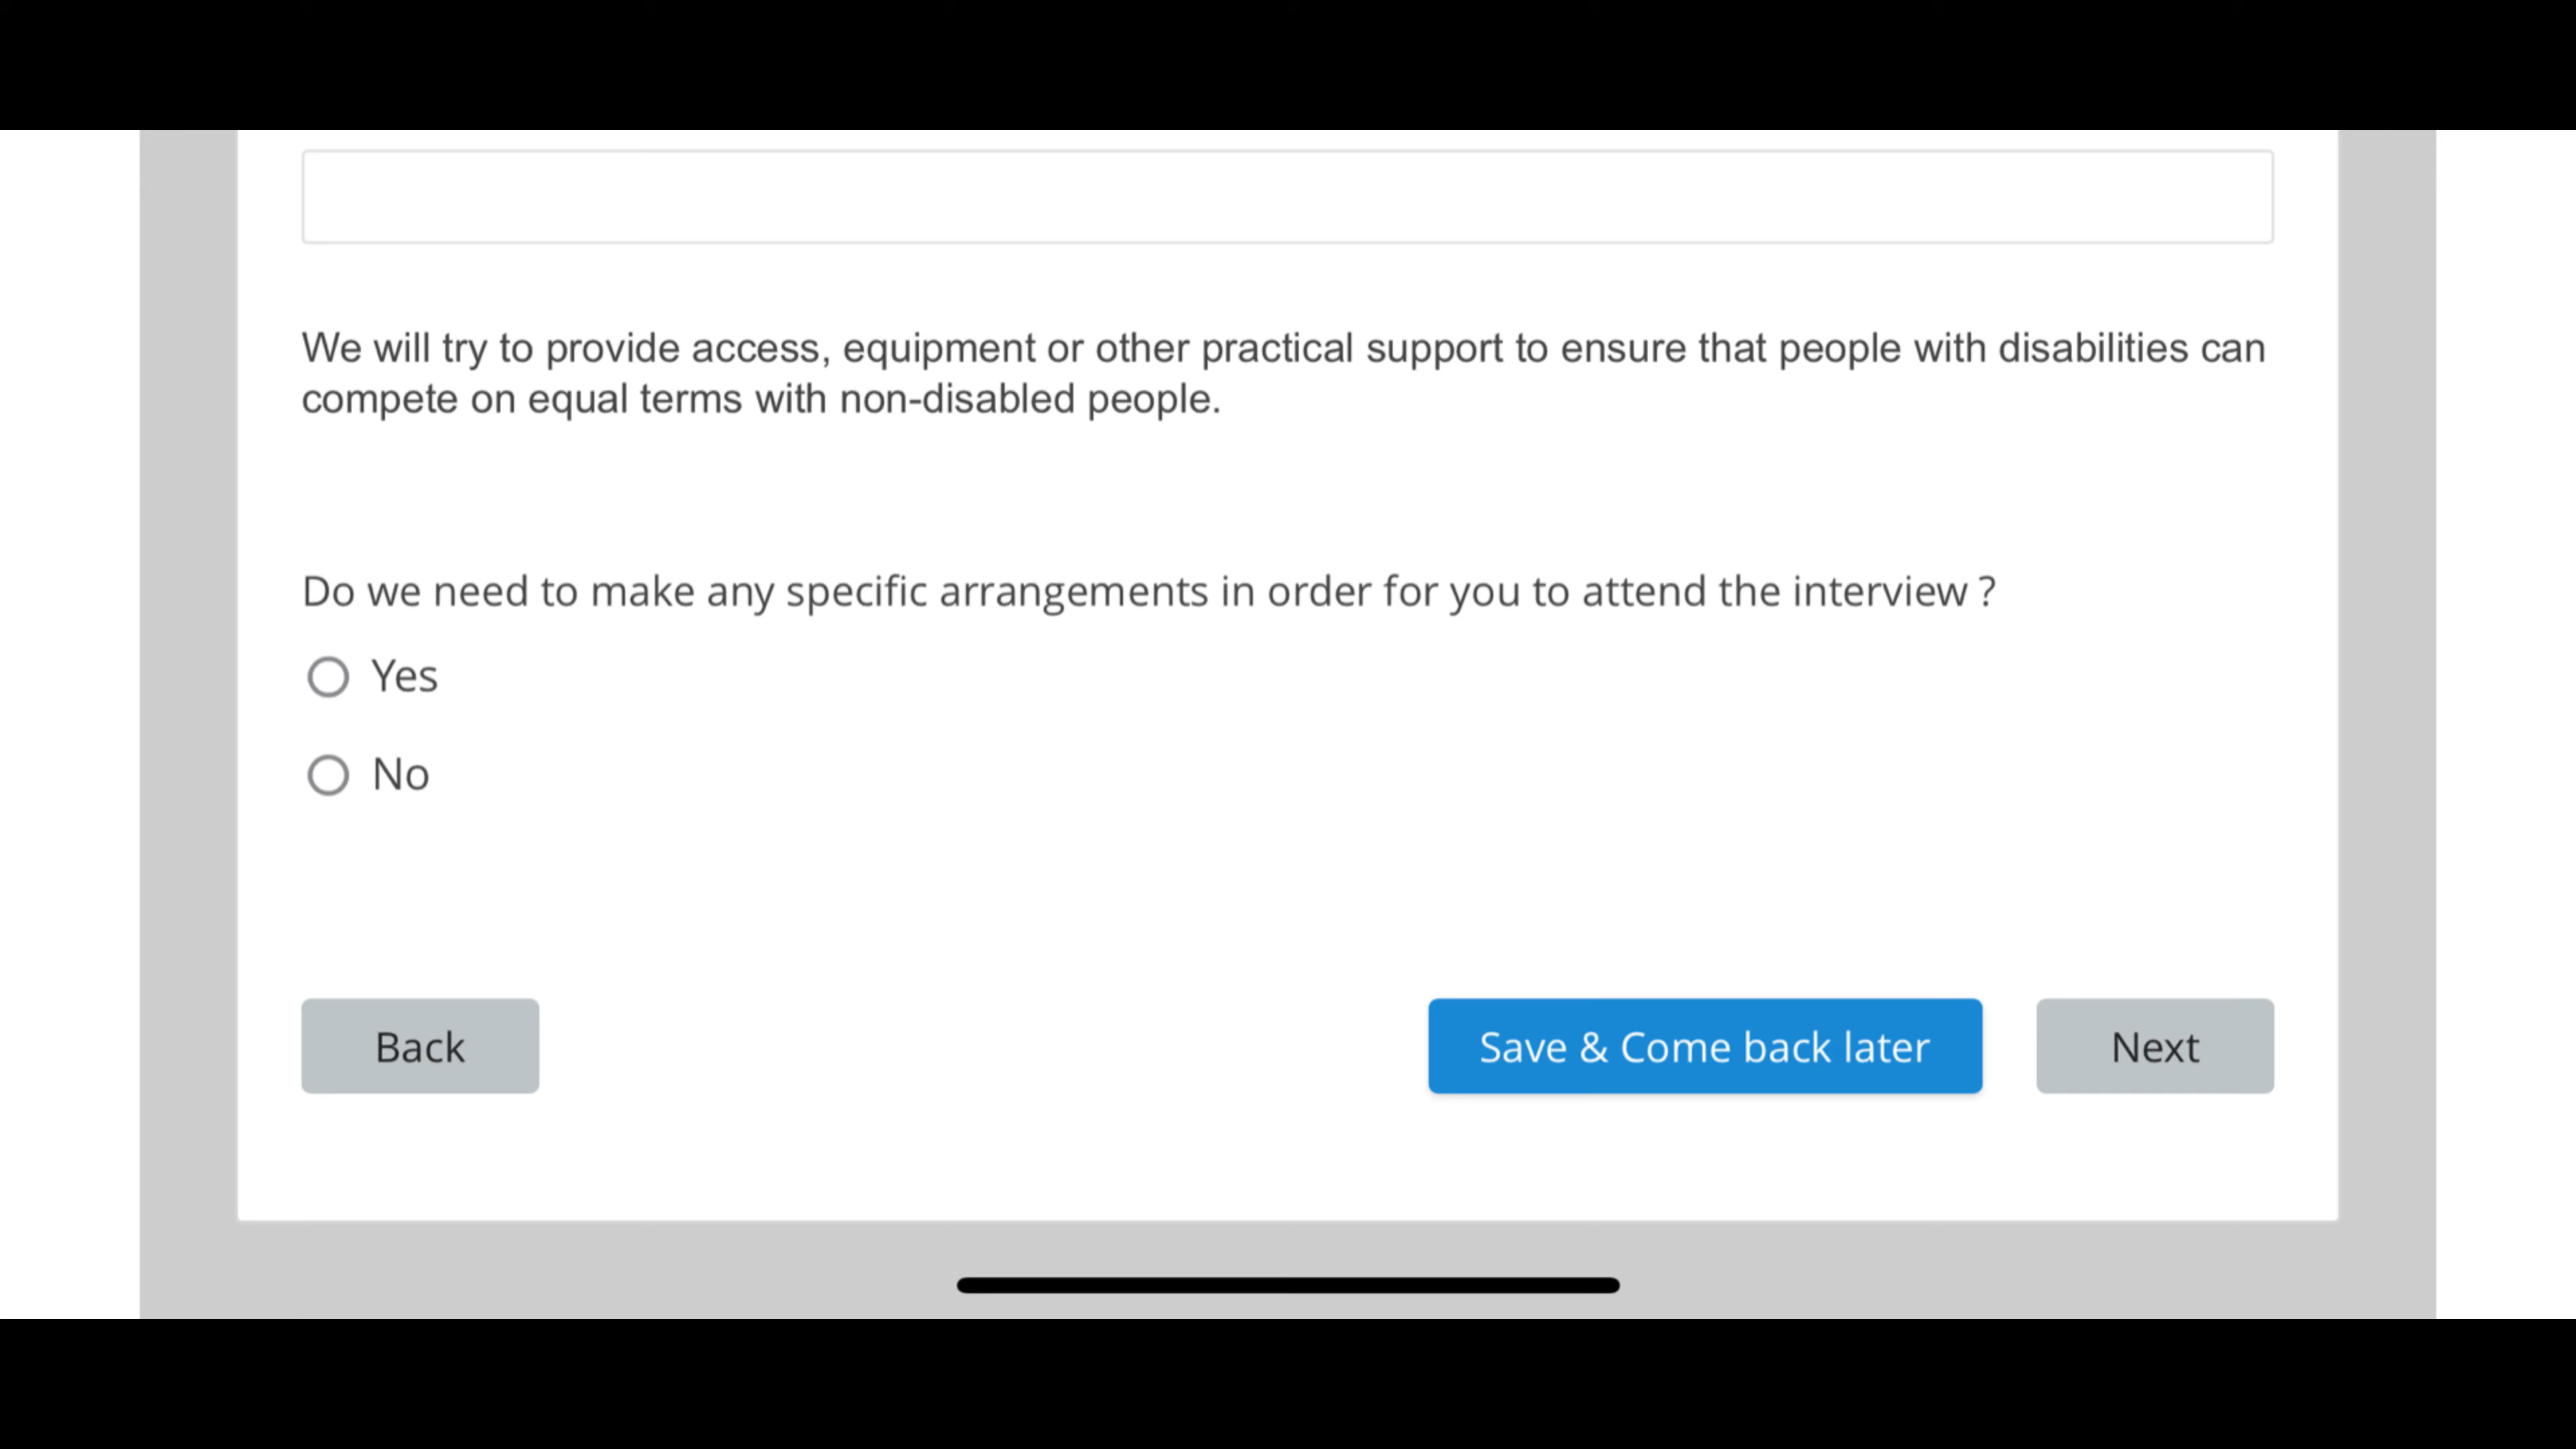 We will try to provide access, equipment or other practical support to ensure that people with disabilities can
compete on equal terms with non-disabled people.
Do we need to make any specific arrangements in order for you to attend the interview ?
Yes
No
Back
Save & Come back later
Next